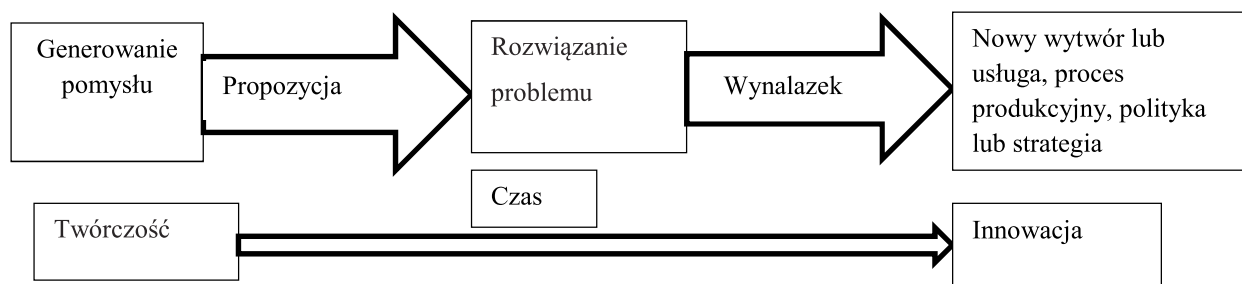 Generowanie
pomysłu
Propozycja
Rozwiązanie
problemu
Wynalazek
Nowy wytwór lub
usługa, proces
produkcyjny, polityka
lub strategia
Czas
Twórczość
Innowacja